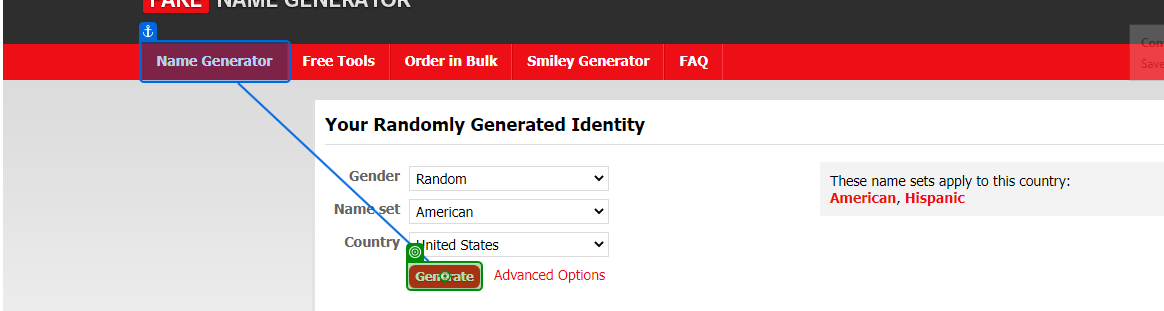 FAKE NAME GENERATOR
Name Generator Free Tools Order in Bulk Smiley Generator FAQ
Save
Your Randomly Generated Identity
Gender Random
Name set American
Country United States
Generate Advanced Options
These name sets apply to this country:
American, Hispanic